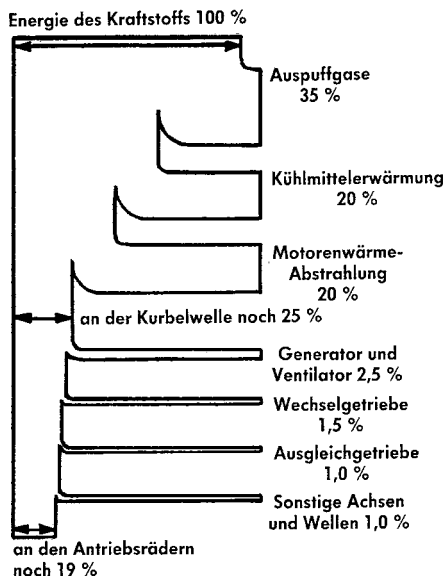 Energie des Kraftstoffs 100 %
Auspuffgase
35 %
Kühlmittelerwärmung
20 %
Motorenwärme-
Abstrahlung
20 %
an der Kurbelwelle noch 25 %
Generator und
Ventilator 2,5 %
Wechselgetriebe
1,5 %
Ausgleichgetriebe
1,0 %
Sonstige Achsen
und Wellen 1,0 %
an den Antriebsrädern
noch 19 %